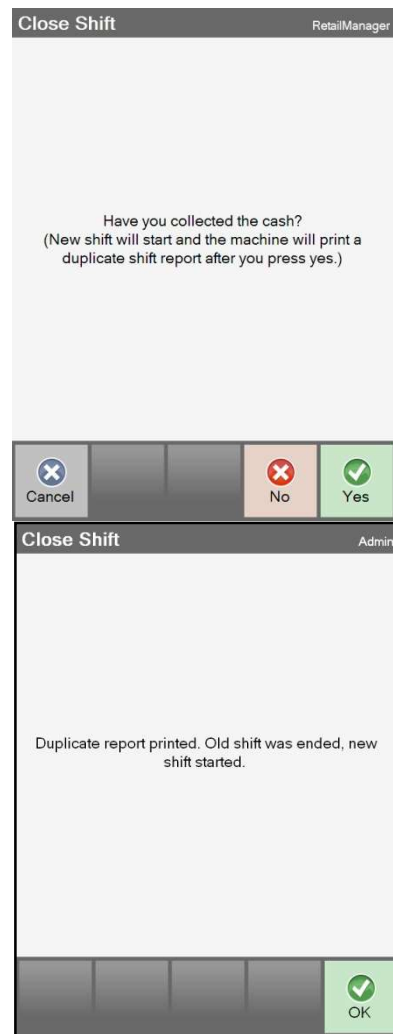 Close Shift RetailManager
Have you collected the cash?
(New shift will start and the machine will print a
duplicate shift report after you press yes.)
Cancel No Yes
Close Shift Admin
Duplicate report printed. Old shift was ended, new
shift started.
OK